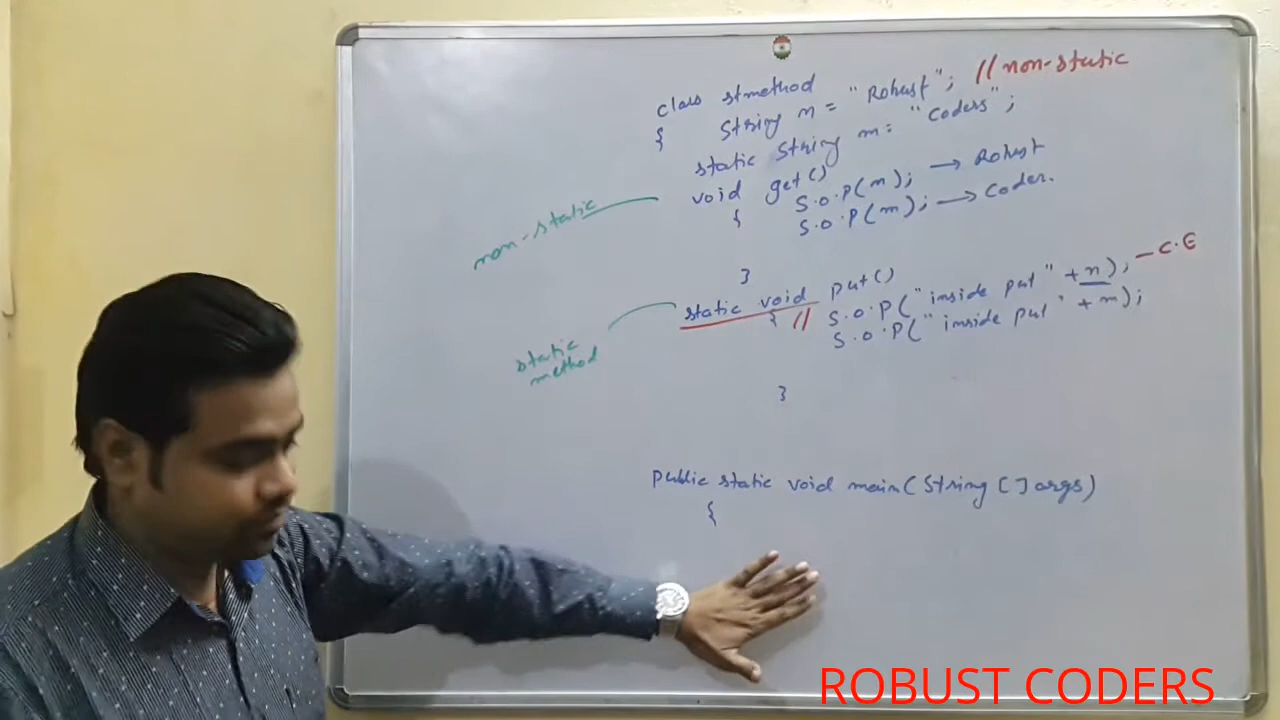 class stmethod
{ String n = "Robust"; // non-static
static String m = "Coders";
void get()
{ S.O.P(n); → Robust
S.O.P(m); → Coder.
non-static
}
static void put()
{ // S.O.P("inside put" + n); - C.E
S.O.P("inside put" + m);
static
method
}
public static void main(String [] args)
{
ROBUST CODERS